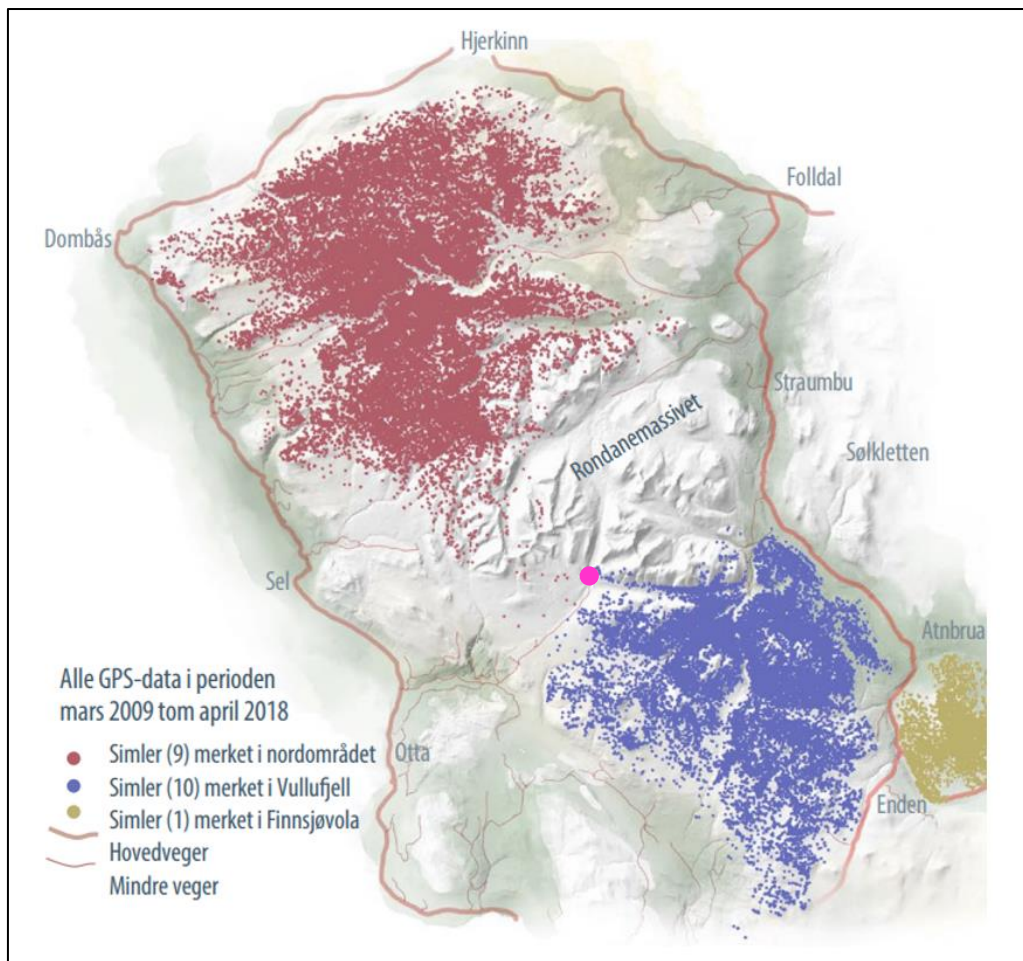 Hjerkinn
Folldal
Dombås
Straumbu
Rondanemassivet
Sølkletten
Sel
Atnbrua
Alle GPS-data i perioden
mars 2009 tom april 2018
Simler (9) merket i nordområdet
Otta
Simler (10) merket i Vullufjell
Simler (1) merket i Finnsjøvola
Enden
Hovedveger
Mindre veger